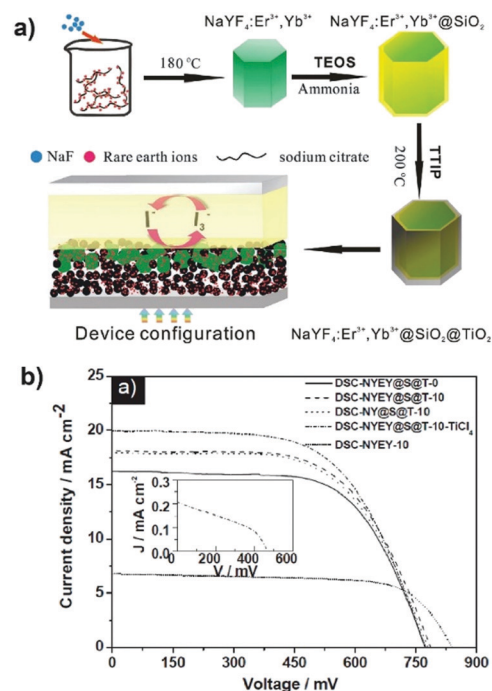 a)
NaYF₄:Er³⁺,Yb³⁺
NaYF₄:Er³⁺,Yb³⁺@SiO₂
180 ℃
TEOS
Ammonia
NaF
Rare earth ions
sodium citrate
TTIP
200 ℃
I⁻
I₃⁻
Device configuration
NaYF₄:Er³⁺,Yb³⁺@SiO₂@TiO₂
b)
a)
DSC-NYEY@S@T-0
DSC-NYEY@S@T-10
DSC-NY@S@T-10
DSC-NYEY@S@T-10-TiCl₄
DSC-NYEY-10
Current density / mA cm⁻²
25
20
15
10
5
0
J / mA cm⁻²
0.3
0.2
0.1
0.0
0 200 400 600
V / mV
0 150 300 450 600 750 900
Voltage / mV